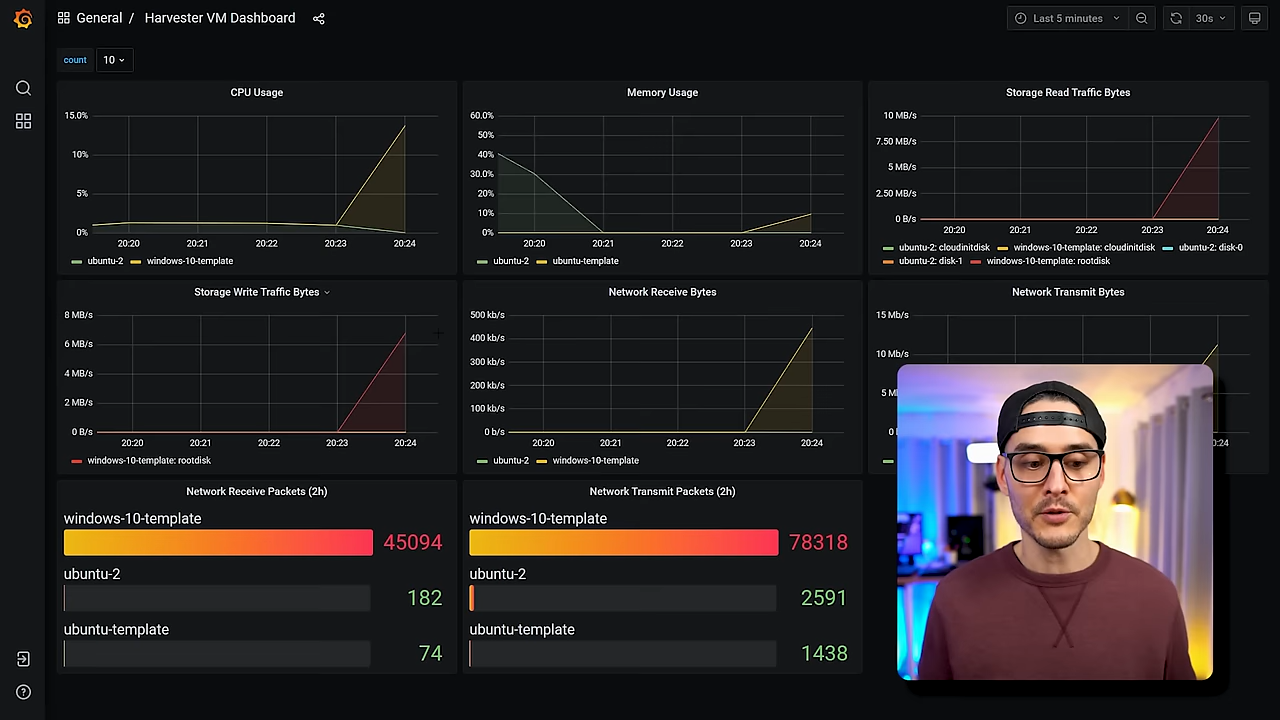 General / Harvester VM Dashboard
Last 5 minutes
30s
count 10
CPU Usage
15.0%
10%
5%
0%
20:20 20:21 20:22 20:23 20:24
ubuntu-2 windows-10-template
Memory Usage
60.0%
50%
40%
30.0%
20%
10%
0%
20:20 20:21 20:22 20:23 20:24
ubuntu-2 ubuntu-template
Storage Read Traffic Bytes
10 MB/s
7.50 MB/s
5 MB/s
2.50 MB/s
0 B/s
20:20 20:21 20:22 20:23 20:24
ubuntu-2: cloudinitdisk windows-10-template: cloudinitdisk ubuntu-2: disk-0
ubuntu-2: disk-1 windows-10-template: rootdisk
Storage Write Traffic Bytes
8 MB/s
6 MB/s
4 MB/s
2 MB/s
0 B/s
20:20 20:21 20:22 20:23 20:24
windows-10-template: rootdisk
Network Receive Bytes
500 kb/s
400 kb/s
300 kb/s
200 kb/s
100 kb/s
0 b/s
20:20 20:21 20:22 20:23 20:24
ubuntu-2 windows-10-template
Network Transmit Bytes
15 Mb/s
10 Mb/s
Network Receive Packets (2h)
windows-10-template
45094
ubuntu-2
182
ubuntu-template
74
Network Transmit Packets (2h)
windows-10-template
78318
ubuntu-2
2591
ubuntu-template
1438